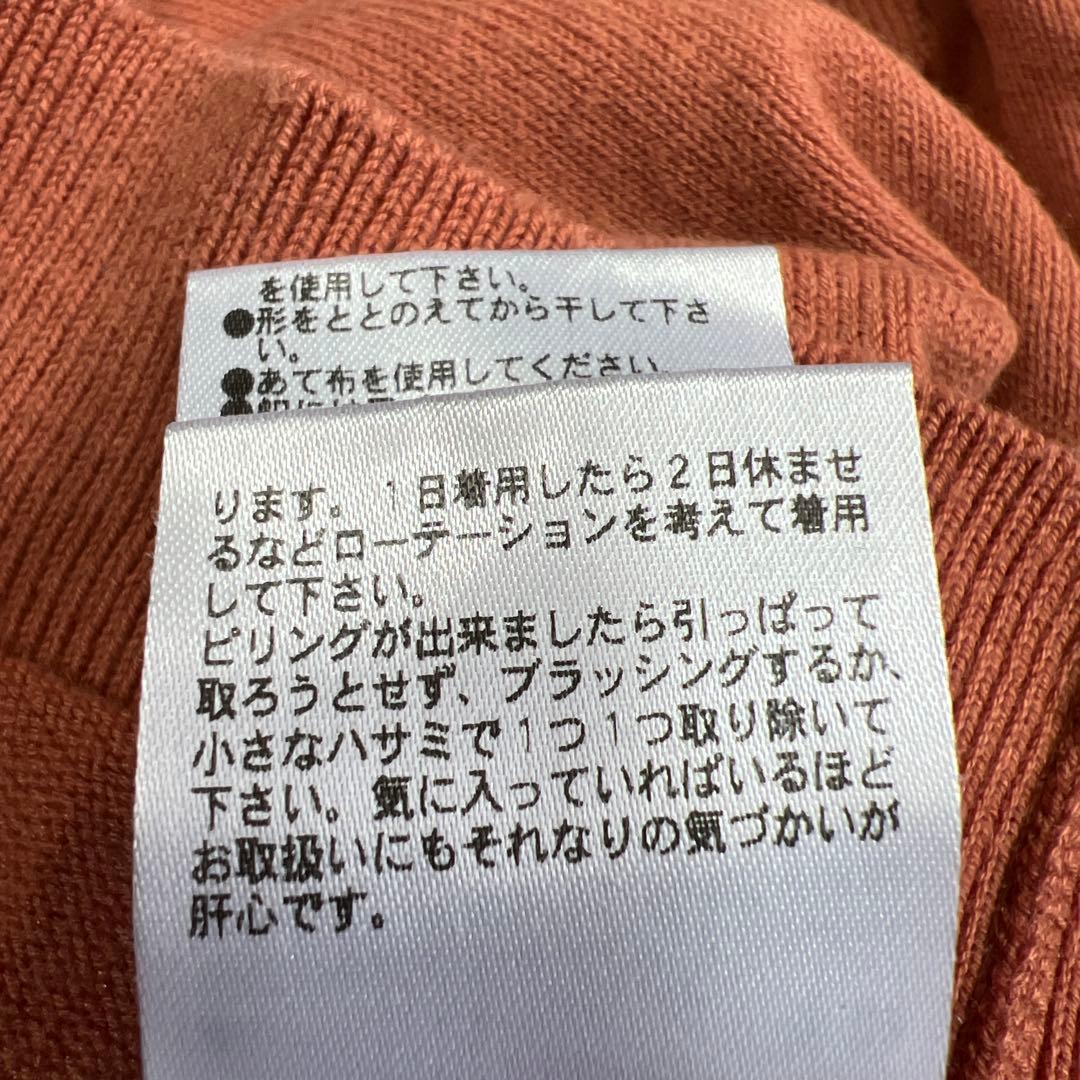 を使用して下さい。
●形をととのえてから干して下さ
い。
●あて布を使用してください。
●
ります。 1日着用したら2日休ませ
るなどローテーションを考えて着用
して下さい。
ピリングが出来ましたら引っぱって
取ろうとせず、ブラッシングするか、
小さなハサミで1つ1つ取り除いて
下さい。気に入っていればいるほど
お取扱いにもそれなりの気づかいが
肝心です。